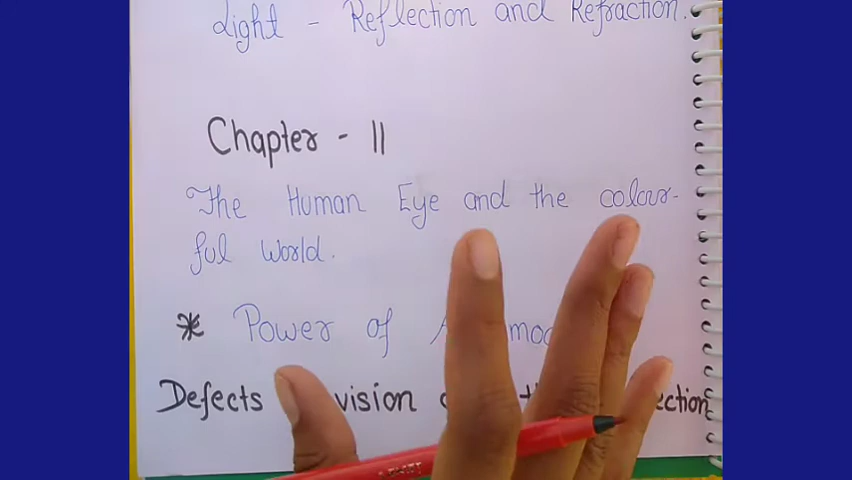 Light - Reflection and Refraction.
Chapter - 11
The Human Eye and the colour-
ful world.
* Power of
Defects vision